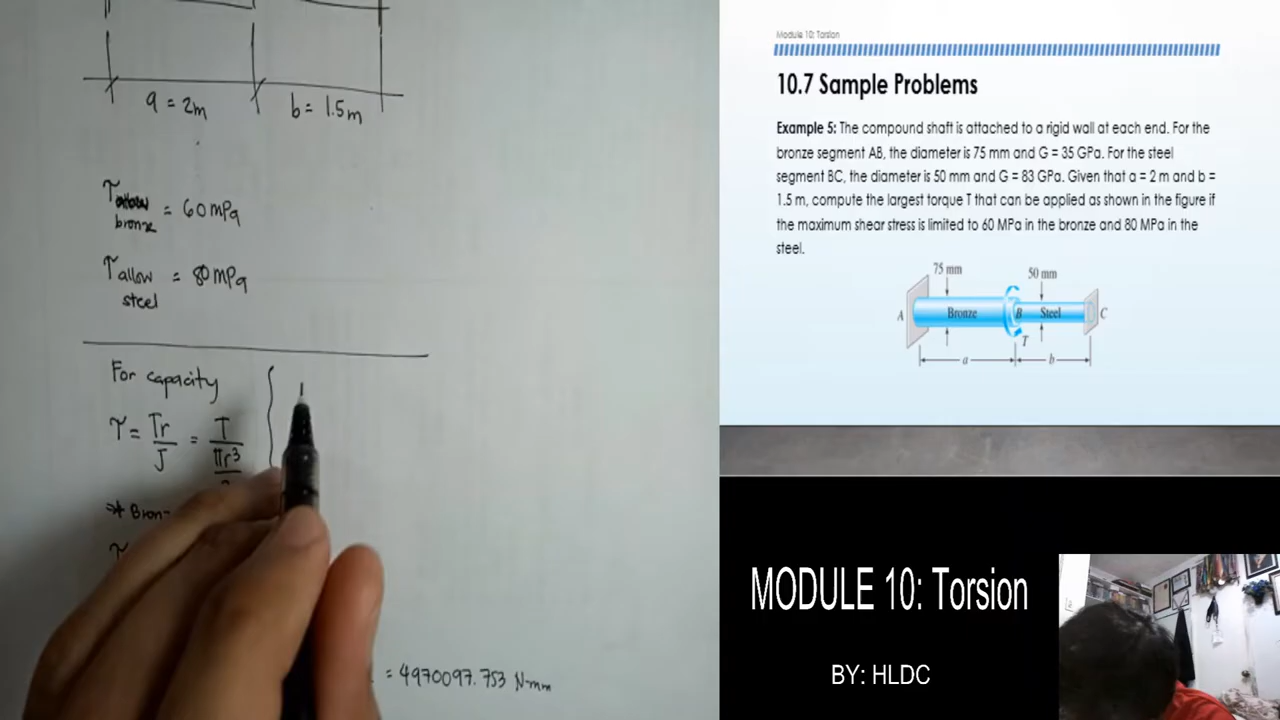 a = 2m
b = 1.5m
τallow bronze = 60 mPa
τallow steel = 80 mPa
For capacity
τ = Tr/J = T/πr³
= 4970097.753 N-mm
Module 10: Torsion
10.7 Sample Problems
Example 5: The compound shaft is attached to a rigid wall at each end. For the
bronze segment AB, the diameter is 75 mm and G = 35 GPa. For the steel
segment BC, the diameter is 50 mm and G = 83 GPa. Given that a = 2 m and b =
1.5 m, compute the largest torque T that can be applied as shown in the figure if
the maximum shear stress is limited to 60 MPa in the bronze and 80 MPa in the
steel.
75 mm
50 mm
A
Bronze
B
Steel
C
T
a
b
MODULE 10: Torsion
BY: HLDC